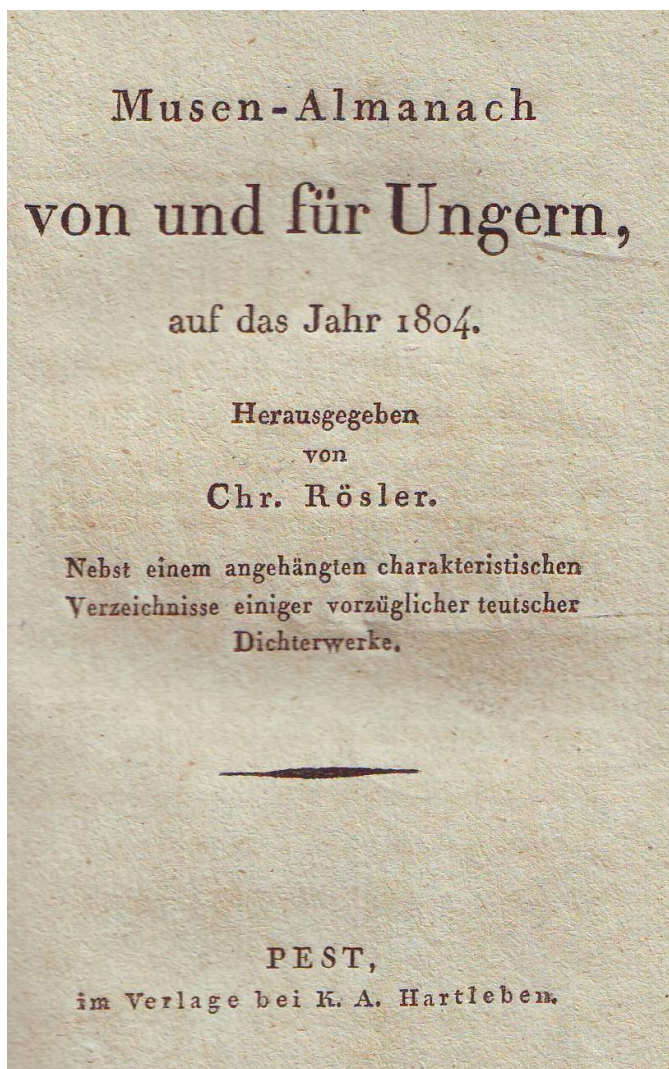 Musen-Almanach
von und für Ungern,
auf das Jahr 1804.
Herausgegeben
von
Chr. Rösler.
Nebst einem angehängten charakteristischen
Verzeichnisse einiger vorzüglicher teutscher
Dichterwerke.
PEST,
im Verlage bei K. A. Hartleben.